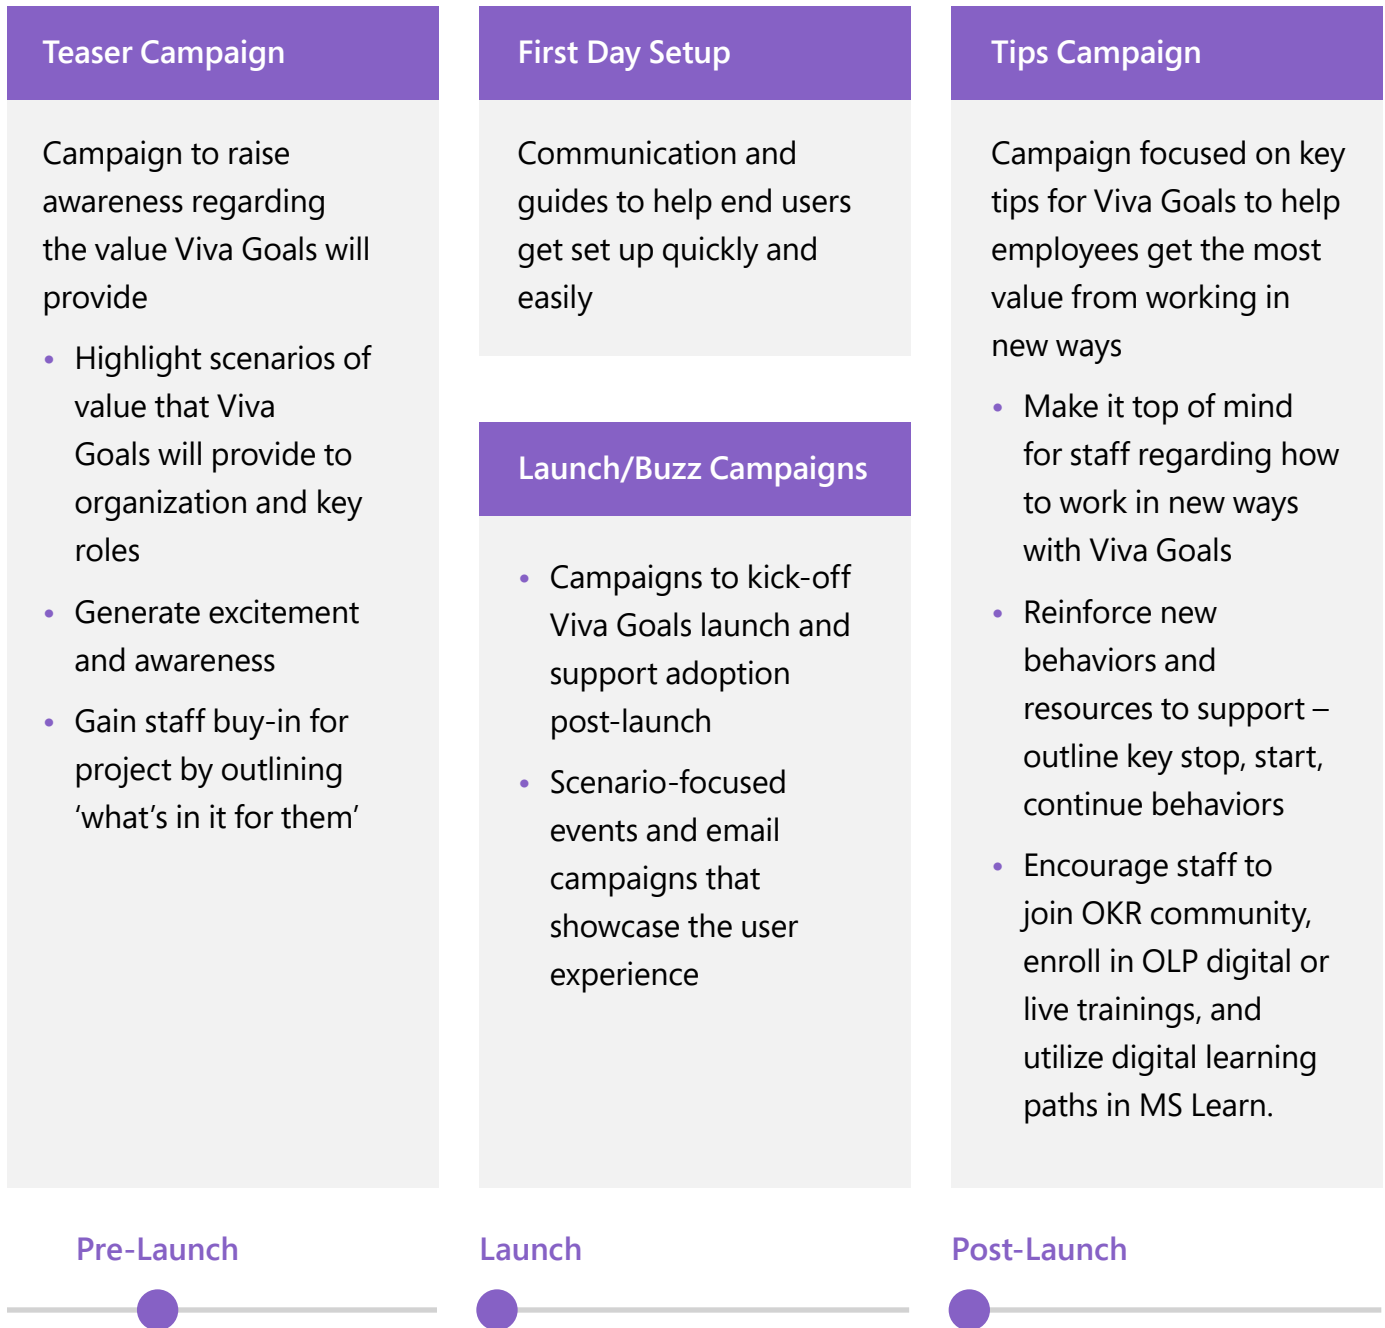 Teaser Campaign
Campaign to raise
awareness regarding
the value Viva Goals will
provide
• Highlight scenarios of
value that Viva
Goals will provide to
organization and key
roles
• Generate excitement
and awareness
• Gain staff buy-in for
project by outlining
‘what’s in it for them’
First Day Setup
Communication and
guides to help end users
get set up quickly and
easily
Launch/Buzz Campaigns
• Campaigns to kick-off
Viva Goals launch and
support adoption
post-launch
• Scenario-focused
events and email
campaigns that
showcase the user
experience
Tips Campaign
Campaign focused on key
tips for Viva Goals to help
employees get the most
value from working in
new ways
• Make it top of mind
for staff regarding how
to work in new ways
with Viva Goals
• Reinforce new
behaviors and
resources to support –
outline key stop, start,
continue behaviors
• Encourage staff to
join OKR community,
enroll in OLP digital or
live trainings, and
utilize digital learning
paths in MS Learn.
Pre-Launch
Launch
Post-Launch